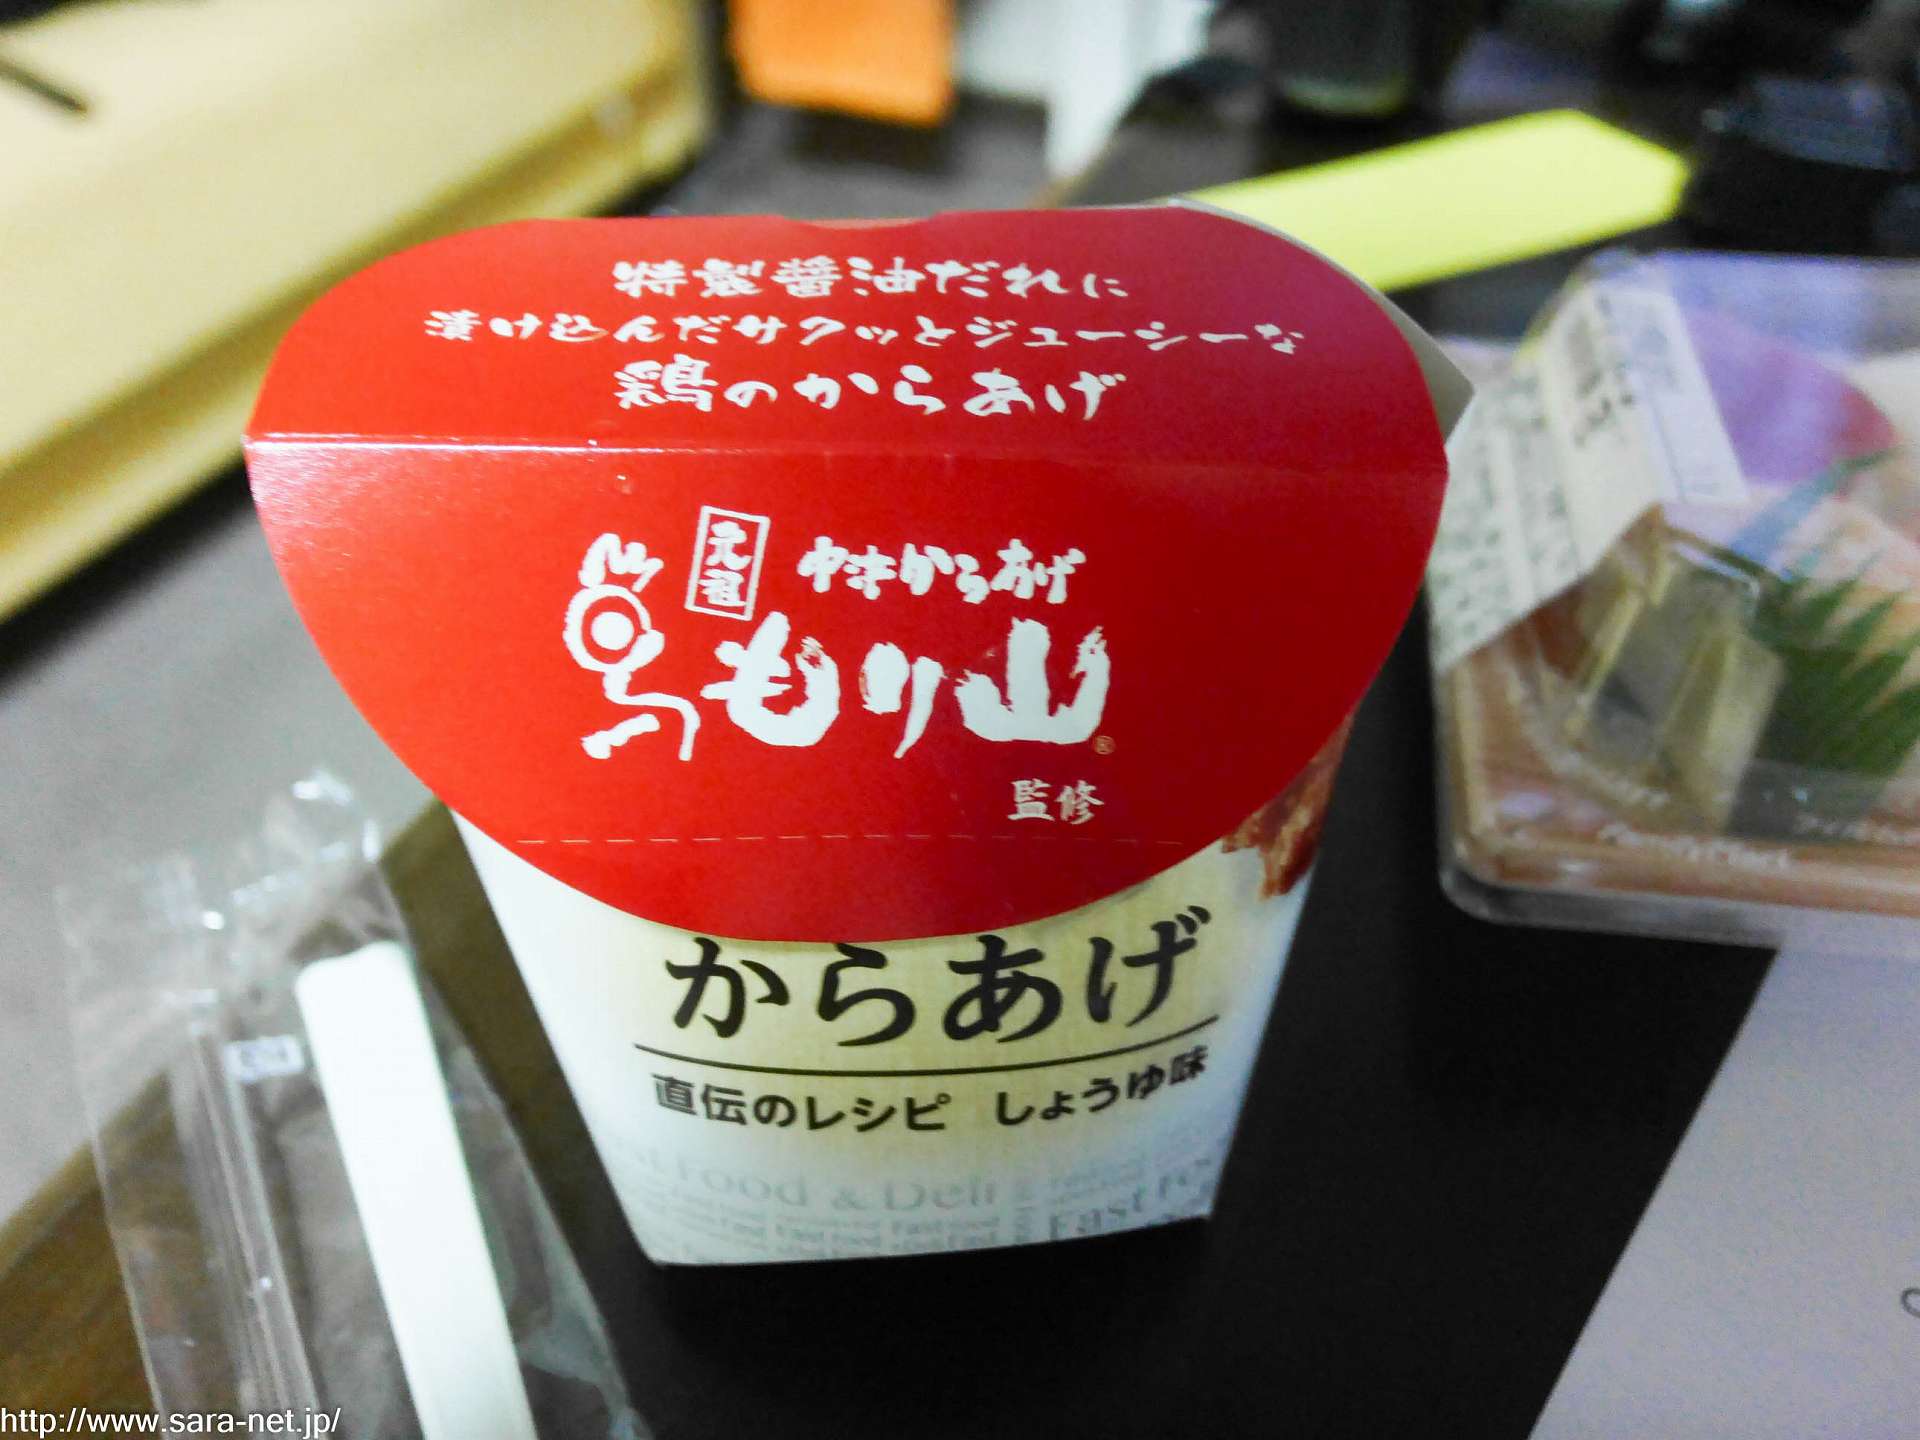 特製醤油だれに
漬け込んだサクッとジューシーな
鶏のからあげ
元祖
中津からあげ
もり山®
監修
からあげ
直伝のレシピ しょうゆ味
Food & Deli
Fast
http://www.sara-net.jp/